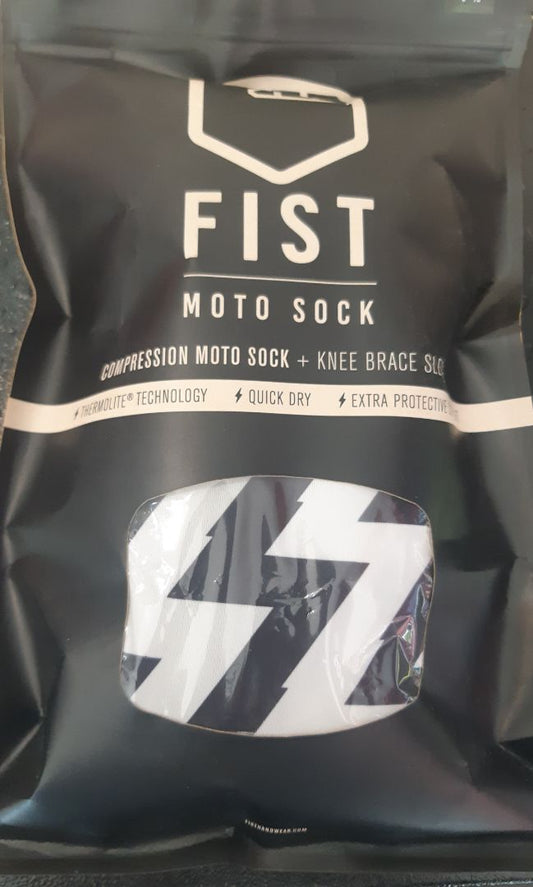 FIST
MOTO SOCK
COMPRESSION MOTO SOCK + KNEE BRACE
THERMOLITE® TECHNOLOGY QUICK DRY EXTRA PROTECTIVE